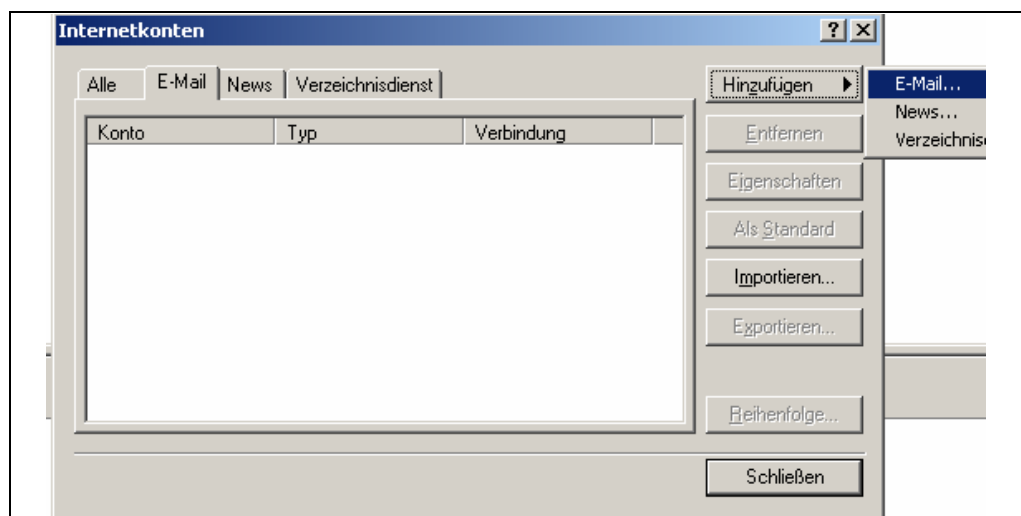 Internetkonten
Alle E-Mail News Verzeichnisdienst
Konto Typ Verbindung
Hinzufügen
E-Mail...
News...
Entfernen
Eigenschaften
Als Standard
Importieren...
Exportieren...
Reihenfolge...
Schließen